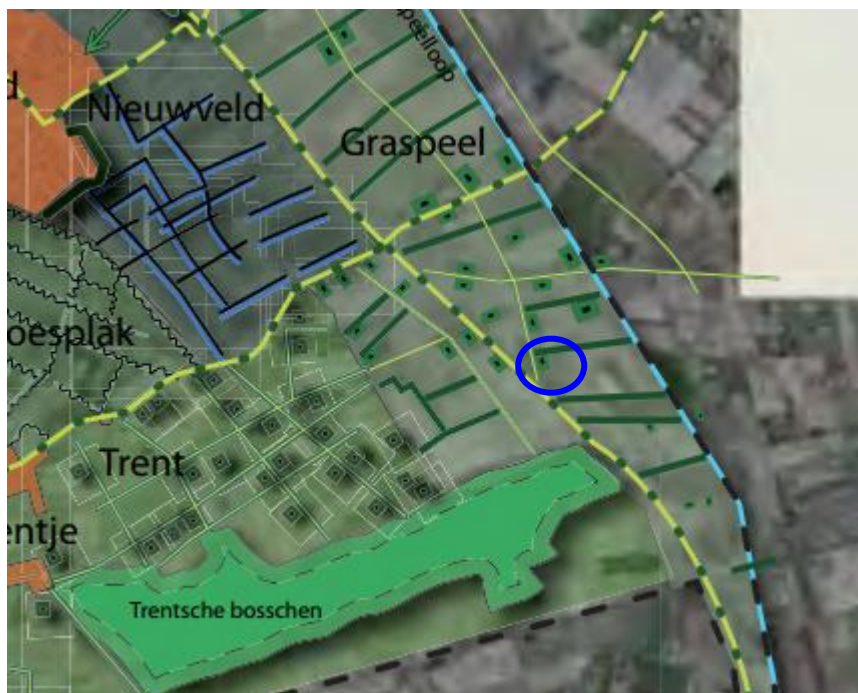 peelloop
Nieuwveld
Graspeel
oesplak
Trent
entje
Trentsche bosschen